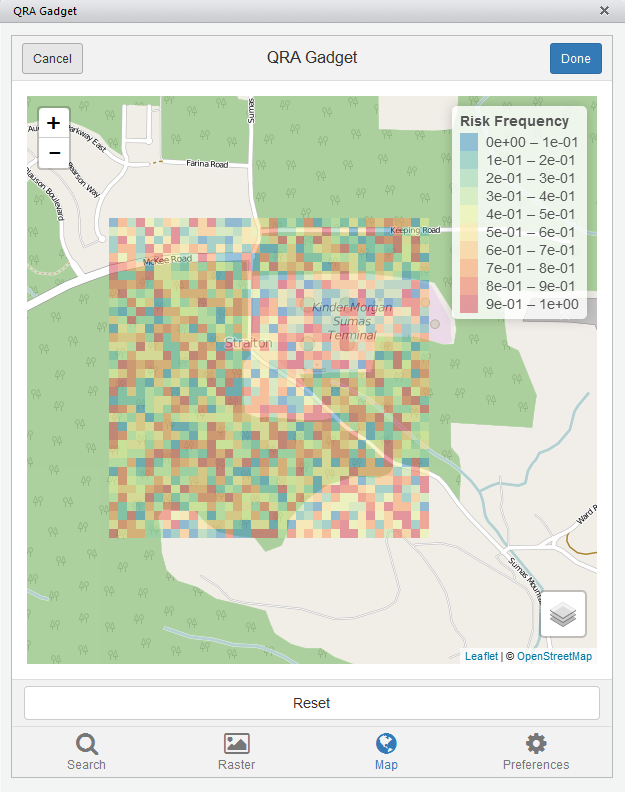 QRA Gadget
Cancel
QRA Gadget
Done
+
−
Sumas
Parkway East
Pearson Way
Farina Road
Risk Frequency
0e+00 – 1e-01
1e-01 – 2e-01
2e-01 – 3e-01
3e-01 – 4e-01
4e-01 – 5e-01
5e-01 – 6e-01
6e-01 – 7e-01
7e-01 – 8e-01
8e-01 – 9e-01
9e-01 – 1e+00
Clauson Boulevard
Keeping Road
McKee Road
Kinder Morgan
Sumas
Terminal
Straiton
Ward R
Sumas Mount
Leaflet | © OpenStreetMap
Reset
Search
Raster
Map
Preferences